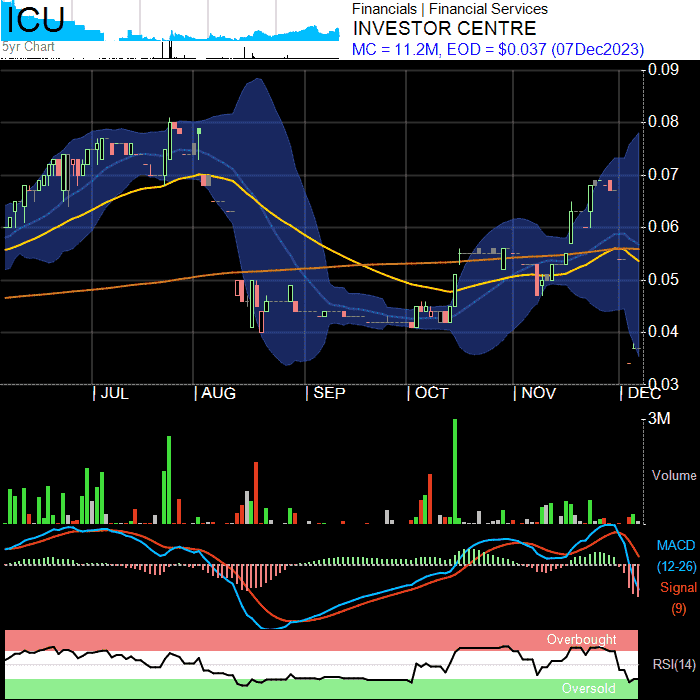 ICU
5yr Chart
Financials | Financial Services
INVESTOR CENTRE
MC = 11.2M, EOD = $0.037 (07Dec2023)
0.09
0.08
0.07
0.06
0.05
0.04
0.03
JUL
AUG
SEP
OCT
NOV
DEC
3M
Volume
MACD
(12-26)
Signal
(9)
Overbought
RSI(14)
Oversold